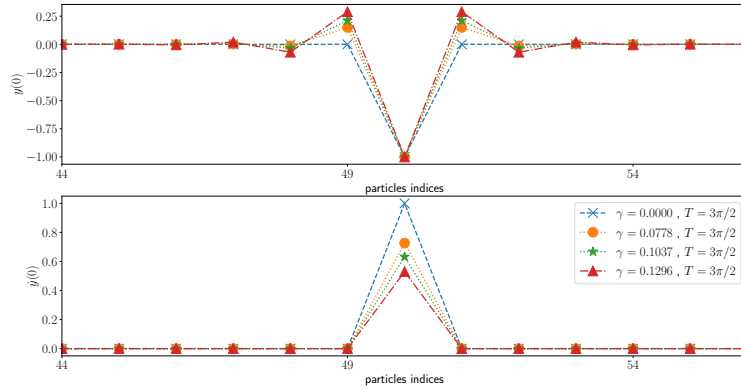 0.25
0.00
−0.25
−0.50
−0.75
−1.00
y(0)
44
49
54
particles indices
1.0
0.8
0.6
0.4
0.2
0.0
ẏ(0)
γ = 0.0000 , T = 3π/2
γ = 0.0778 , T = 3π/2
γ = 0.1037 , T = 3π/2
γ = 0.1296 , T = 3π/2
44
49
54
particles indices